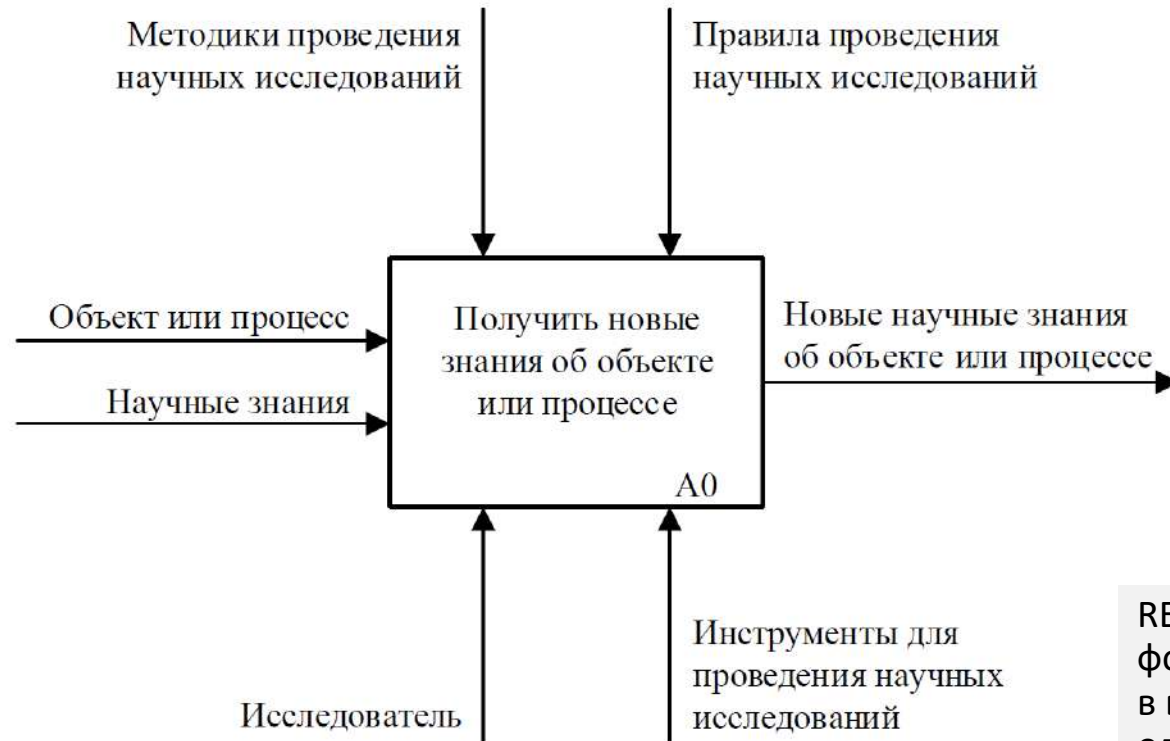 Методики проведения
научных исследований
Правила проведения
научных исследований
Объект или процесс
Научные знания
Получить новые
знания об объекте
или процессе
А0
Новые научные знания
об объекте или процессе
Исследователь
Инструменты для
проведения научных
исследований